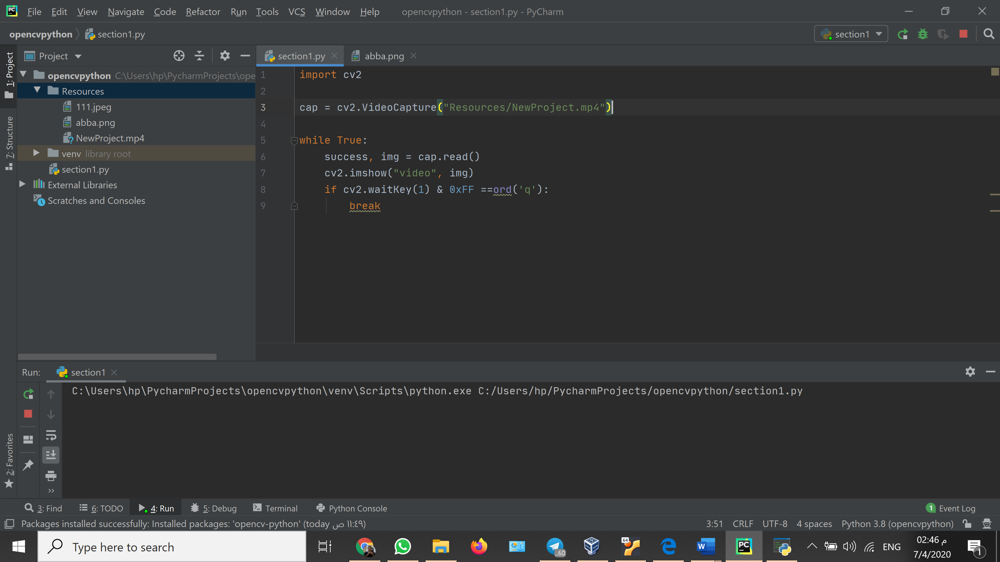 PC File Edit View Navigate Code Refactor Run Tools VCS Window Help opencvpython - section1.py - PyCharm
opencvpython section1.py section1
1: Project
7: Structure
2: Favorites
Project
opencvpython C:\Users\hp\PycharmProjects\ope
Resources
111.jpeg
abba.png
NewProject.mp4
venv library root
section1.py
External Libraries
Scratches and Consoles
section1.py abba.png
1 import cv2
2
3 cap = cv2.VideoCapture("Resources/NewProject.mp4")
4
5 while True:
6 success, img = cap.read()
7 cv2.imshow("video", img)
8 if cv2.waitKey(1) & 0xFF ==ord('q'):
9 break
Run: section1
C:\Users\hp\PycharmProjects\opencvpython\venv\Scripts\python.exe C:/Users/hp/PycharmProjects/opencvpython/section1.py
3: Find 6: TODO 4: Run 5: Debug Terminal Python Console 1 Event Log
Packages installed successfully: Installed packages: 'opencv-python' (today ص ١١:٤٩) 3:51 CRLF UTF-8 4 spaces Python 3.8 (opencvpython)
Type here to search ..60 64 W PC ENG 02:46 م
7/4/2020 ١